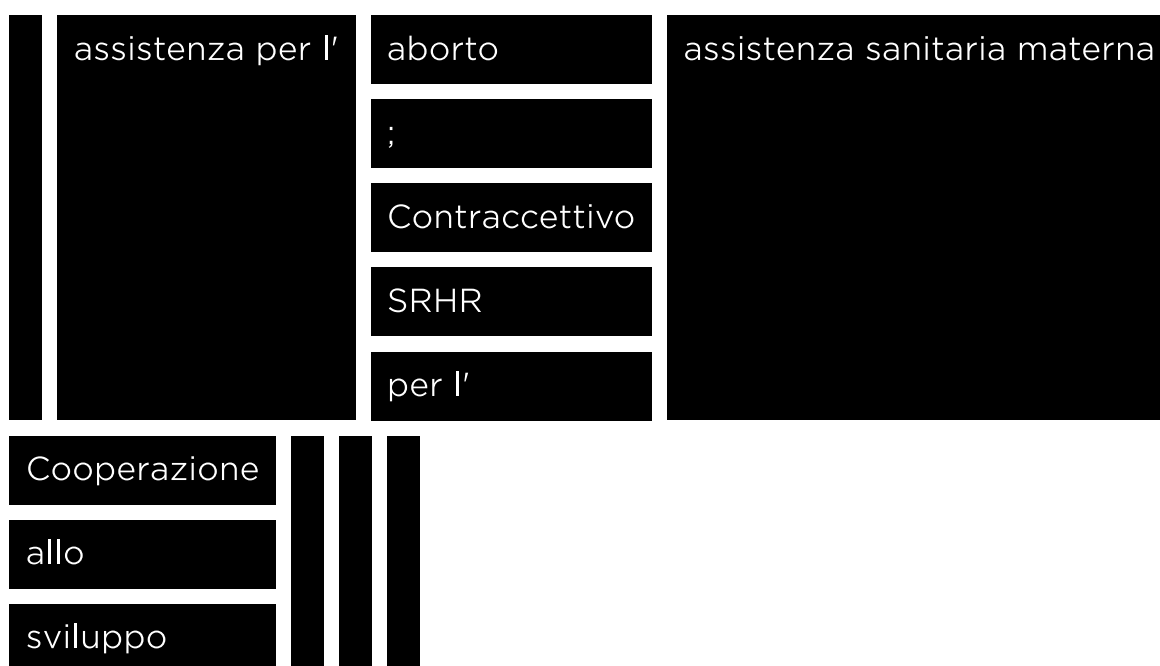 assistenza per l'
aborto
;
Contraccettivo
SRHR
per l'
assistenza sanitaria materna
Cooperazione
allo
sviluppo